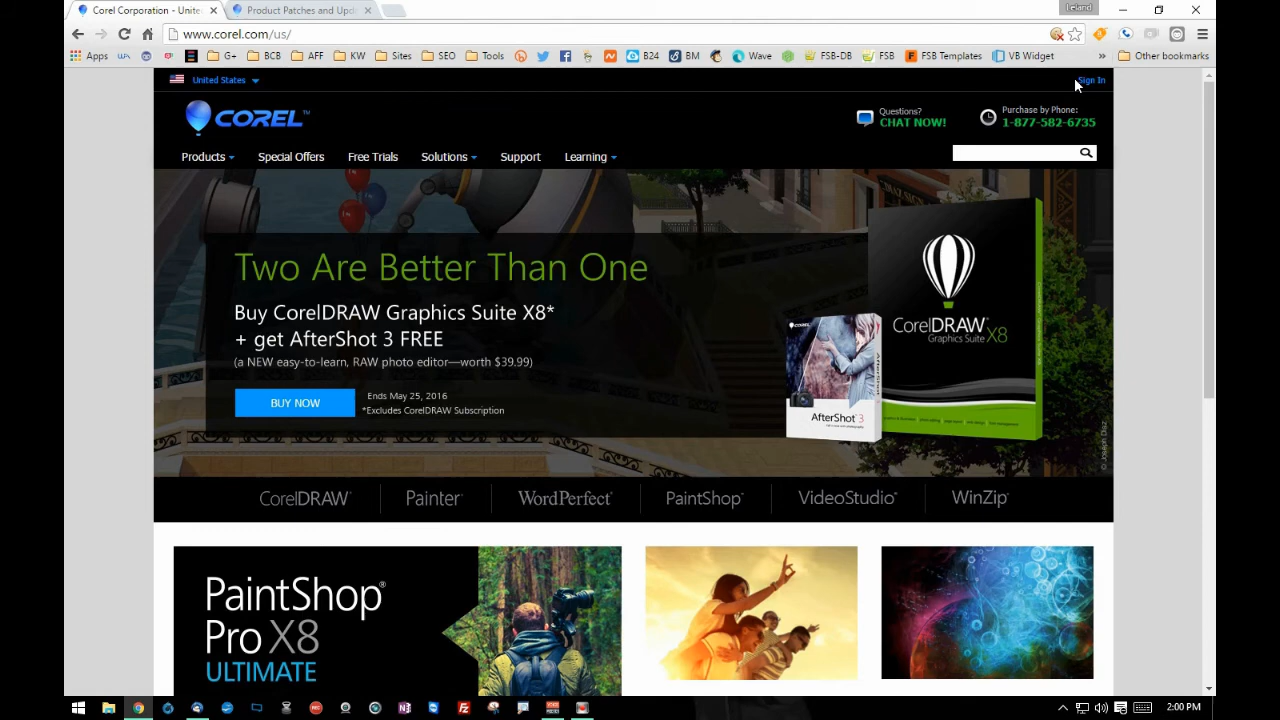 Corel Corporation - Unite
Product Patches and Upd
Leland
www.corel.com/us/
Apps
G+
BCB
AFF
KW
Sites
SEO
Tools
B24
BM
Wave
FSB-DB
FSB
FSB Templates
VB Widget
Other bookmarks
United States
Sign In
COREL™
Questions?
CHAT NOW!
Purchase by Phone:
1-877-582-6735
Products
Special Offers
Free Trials
Solutions
Support
Learning
Two Are Better Than One
Buy CorelDRAW Graphics Suite X8*
+ get AfterShot 3 FREE
(a NEW easy-to-learn, RAW photo editor—worth $39.99)
BUY NOW
Ends May 25, 2016
*Excludes CorelDRAW Subscription
CorelDRAW
Graphics Suite X8
AfterShot 3
CorelDRAW
Painter
WordPerfect
PaintShop
VideoStudio
WinZip
PaintShop®
Pro X8
ULTIMATE
2:00 PM